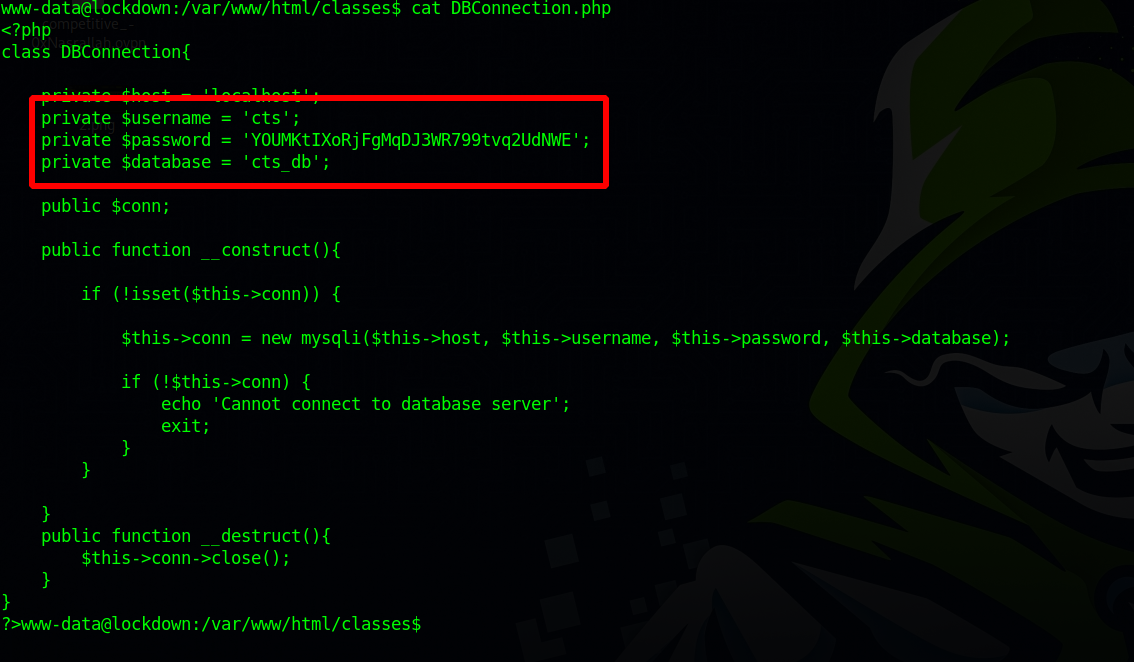 www-data@lockdown:/var/www/html/classes$ cat DBConnection.php
<?php
class DBConnection{
    private $host = 'localhost';
    private $username = 'cts';
    private $password = 'YOUMKtIXoRjFgMqDJ3WR799tvq2UdNWE';
    private $database = 'cts_db';
    public $conn;
    public function __construct(){
        if (!isset($this->conn)) {
            $this->conn = new mysqli($this->host, $this->username, $this->password, $this->database);
            if (!$this->conn) {
                echo 'Cannot connect to database server';
                exit;
            }
        }
    }
    public function __destruct(){
        $this->conn->close();
    }
}
?>www-data@lockdown:/var/www/html/classes$